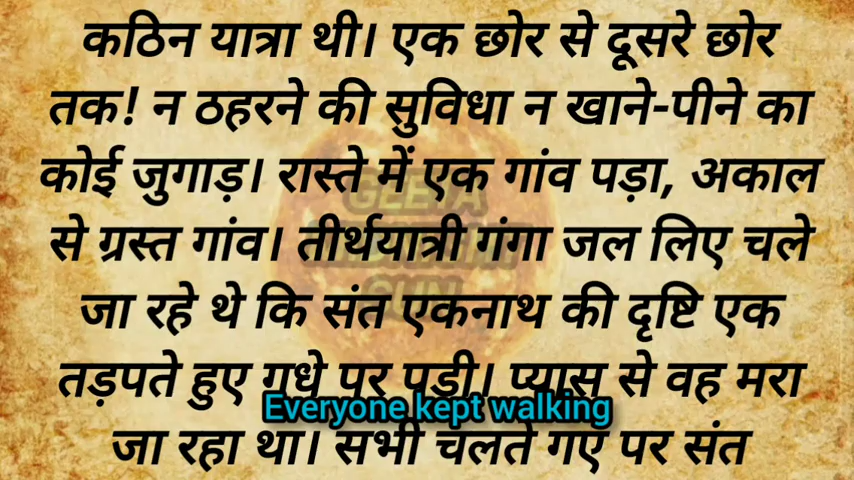 कठिन यात्रा थी। एक छोर से दूसरे छोर
तक! न ठहरने की सुविधा न खाने-पीने का
कोई जुगाड़। रास्ते में एक गांव पड़ा, अकाल
से ग्रस्त गांव। तीर्थयात्री गंगा जल लिए चले
जा रहे थे कि संत एकनाथ की दृष्टि एक
तड़पते हुए गधे पर पड़ी। प्यास से वह मरा
Everyone kept walking
जा रहा था। सभी चलते गए पर संत